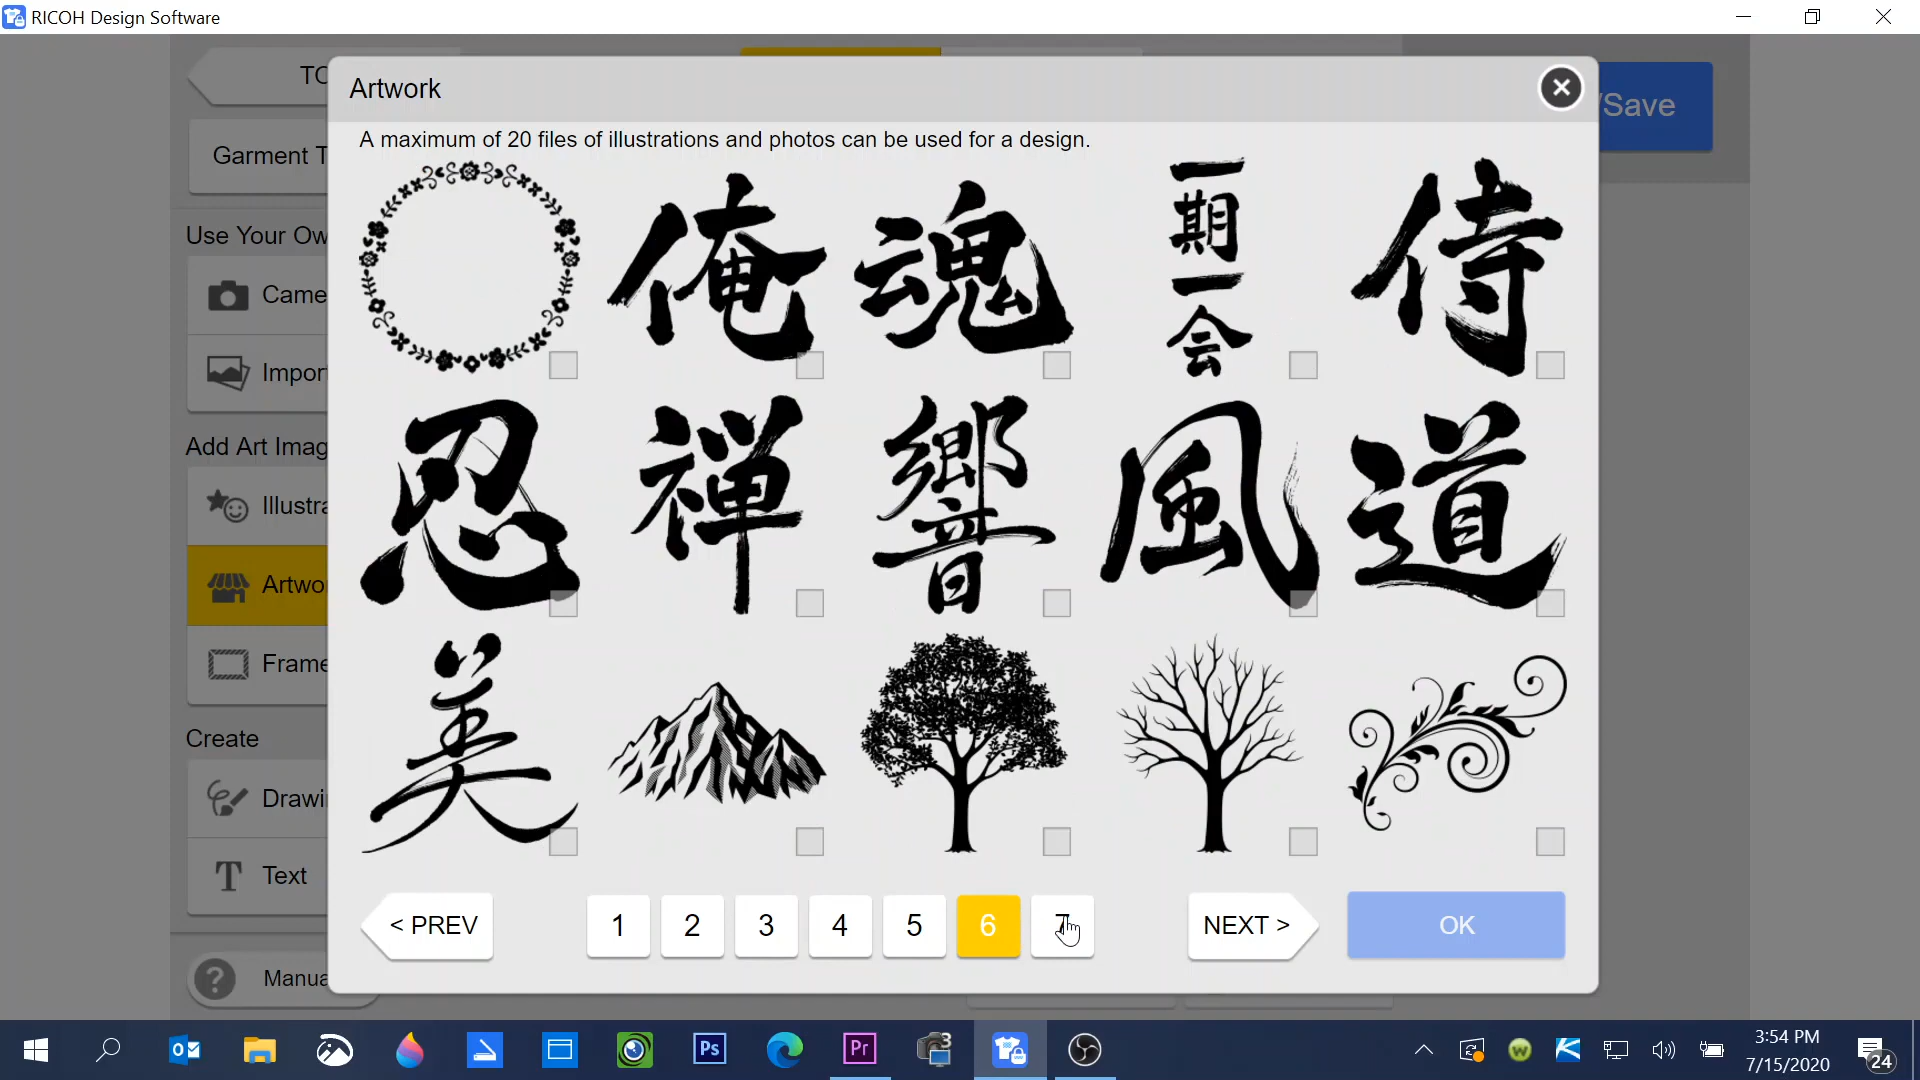 RICOH Design Software
Artwork
A maximum of 20 files of illustrations and photos can be used for a design.
/Save
Garment T
Use Your Ow
Came
Impor
Add Art Imag
Illustra
Artwo
Frame
Create
Drawi
T Text
? Manua
俺
魂
一期一会
侍
忍
禅
響
風
道
美
< PREV
1 2 3 4 5 6 7
NEXT >
OK
Ps
Pr
3
3:54 PM
7/15/2020
24